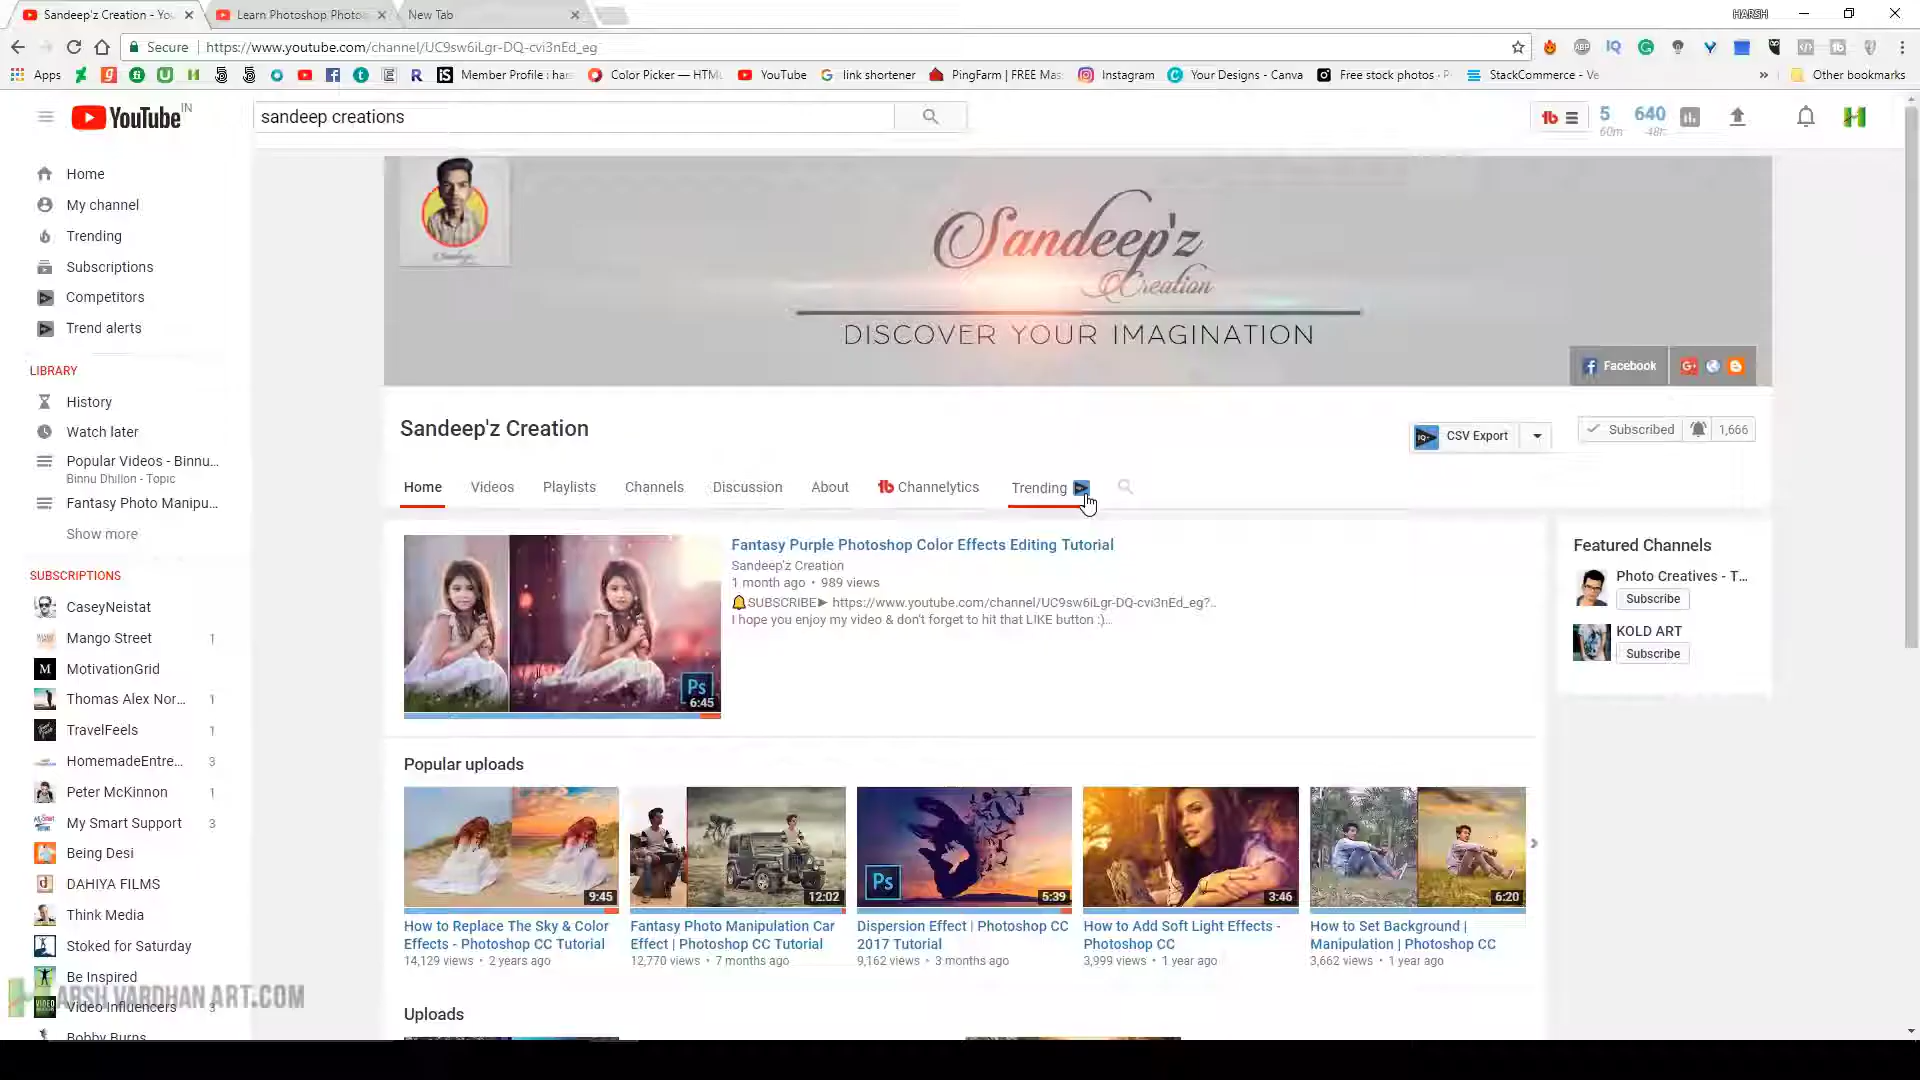 Sandeep'z Creation - You
Learn Photoshop Photo
New Tab
HARSH
Secure
https://www.youtube.com/channel/UC9sw6iLgr-DQ-cvi3nEd_eg
Apps
Member Profile : har
Color Picker — HTML
YouTube
link shortener
PingFarm | FREE Mas
Instagram
Your Designs - Canva
Free stock photos - P
StackCommerce - Ve
Other bookmarks
YouTube IN
sandeep creations
5
60m
640
48h
Home
My channel
Trending
Subscriptions
Competitors
Trend alerts
LIBRARY
History
Watch later
Popular Videos - Binnu...
Binnu Dhillon - Topic
Fantasy Photo Manipu...
Show more
SUBSCRIPTIONS
CaseyNeistat
Mango Street 1
MotivationGrid
Thomas Alex Nor... 1
TravelFeels 1
HomemadeEntre... 3
Peter McKinnon 1
My Smart Support 3
Being Desi
DAHIYA FILMS
Think Media
Stoked for Saturday
Be Inspired
Video Influencers 3
Bobby Burns
ARSH VARDHAN ART.COM
Sandeep'z
Creation
DISCOVER YOUR IMAGINATION
Facebook
Sandeep'z Creation
CSV Export
Subscribed
1,666
Home
Videos
Playlists
Channels
Discussion
About
Channelytics
Trending
Ps
6:45
Fantasy Purple Photoshop Color Effects Editing Tutorial
Sandeep'z Creation
1 month ago • 989 views
🔔SUBSCRIBE► https://www.youtube.com/channel/UC9sw6iLgr-DQ-cvi3nEd_eg?..
I hope you enjoy my video & don't forget to hit that LIKE button :)...
Featured Channels
Photo Creatives - T...
Subscribe
KOLD ART
Subscribe
Popular uploads
9:45
How to Replace The Sky & Color
Effects - Photoshop CC Tutorial
14,129 views • 2 years ago
12:02
Fantasy Photo Manipulation Car
Effect | Photoshop CC Tutorial
12,770 views • 7 months ago
Ps
5:39
Dispersion Effect | Photoshop CC
2017 Tutorial
9,162 views • 3 months ago
3:46
How to Add Soft Light Effects -
Photoshop CC
3,999 views • 1 year ago
6:20
How to Set Background |
Manipulation | Photoshop CC
3,662 views • 1 year ago
Uploads